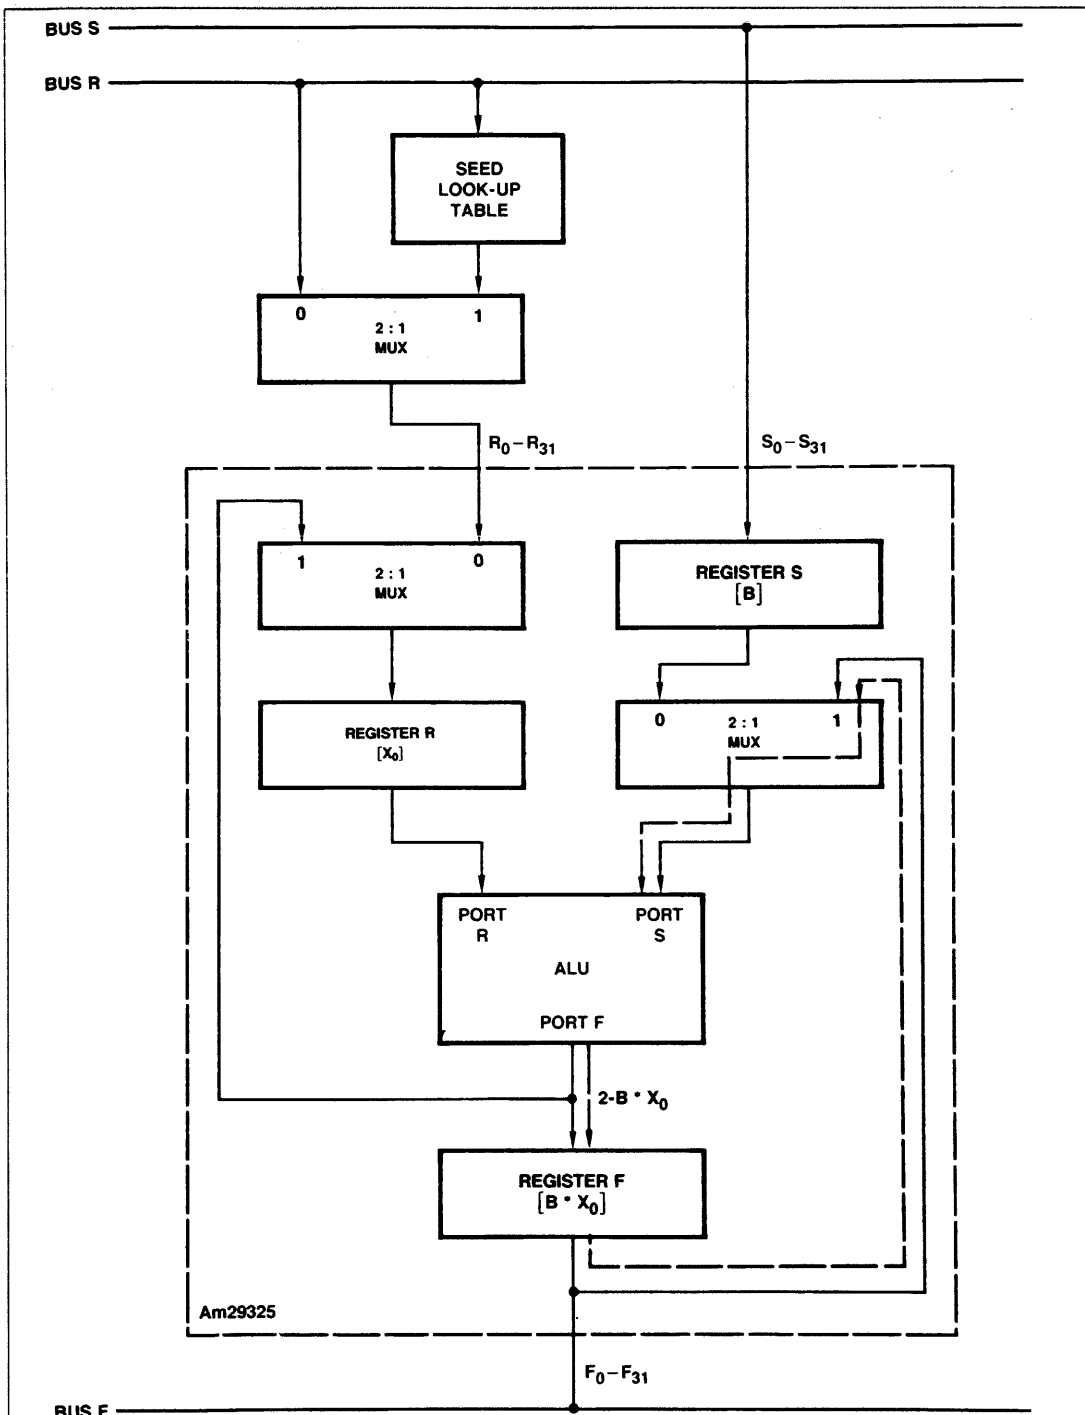 BUS S
BUS R
SEED
LOOK-UP
TABLE
0 1
2 : 1
MUX
R₀–R₃₁
S₀–S₃₁
1 0
2 : 1
MUX
REGISTER S
[B]
REGISTER R
[X₀]
0 1
2 : 1
MUX
PORT
R
PORT
S
ALU
PORT F
2-B * X₀
REGISTER F
[B * X₀]
Am29325
F₀–F₃₁
BUS F